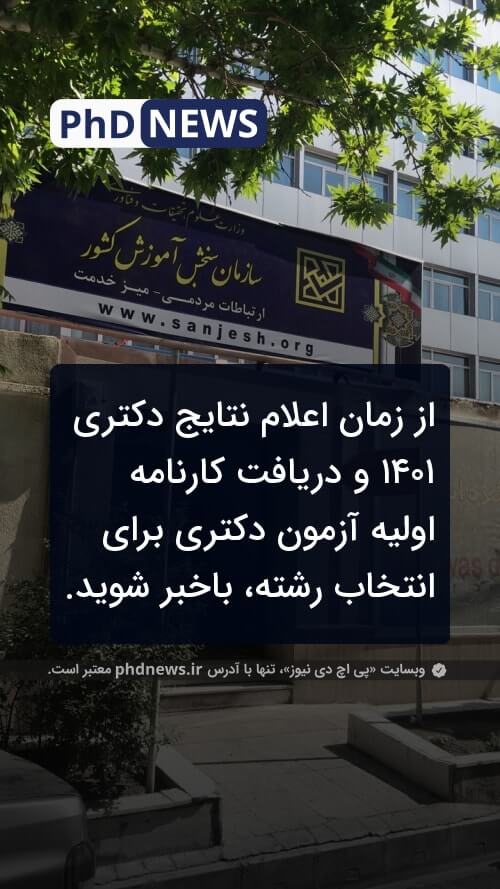 PhD NEWS
وزارت علوم تحقیقات و فناوری
سازمان سنجش آموزش کشور
ارتباطات مردمی - میز خدمت
www.sanjesh.org
از زمان اعلام نتایج دکتری
۱۴۰۱ و دریافت کارنامه
اولیه آزمون دکتری برای
انتخاب رشته، باخبر شوید.
وبسایت «پی اچ دی نیوز»، تنها با آدرس phdnews.ir معتبر است.